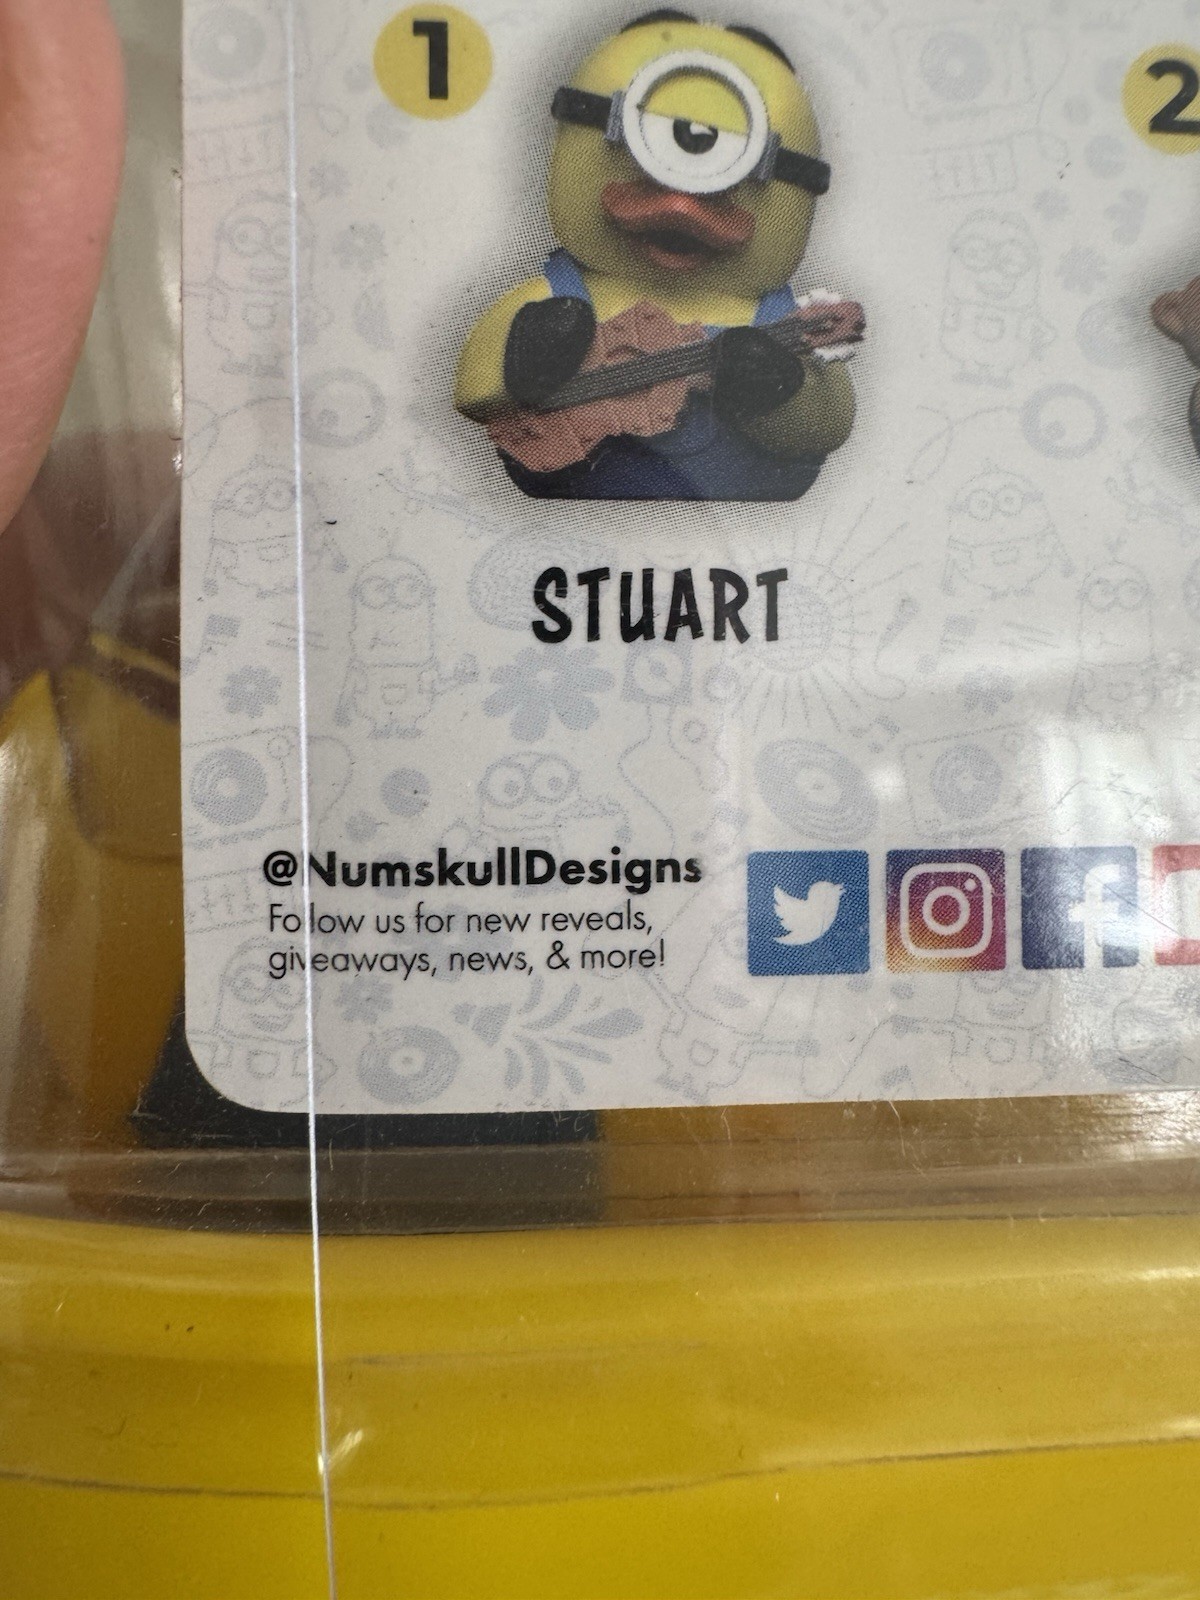 1
2
STUART
@NumskullDesigns
Follow us for new reveals,
giveaways, news, & more!